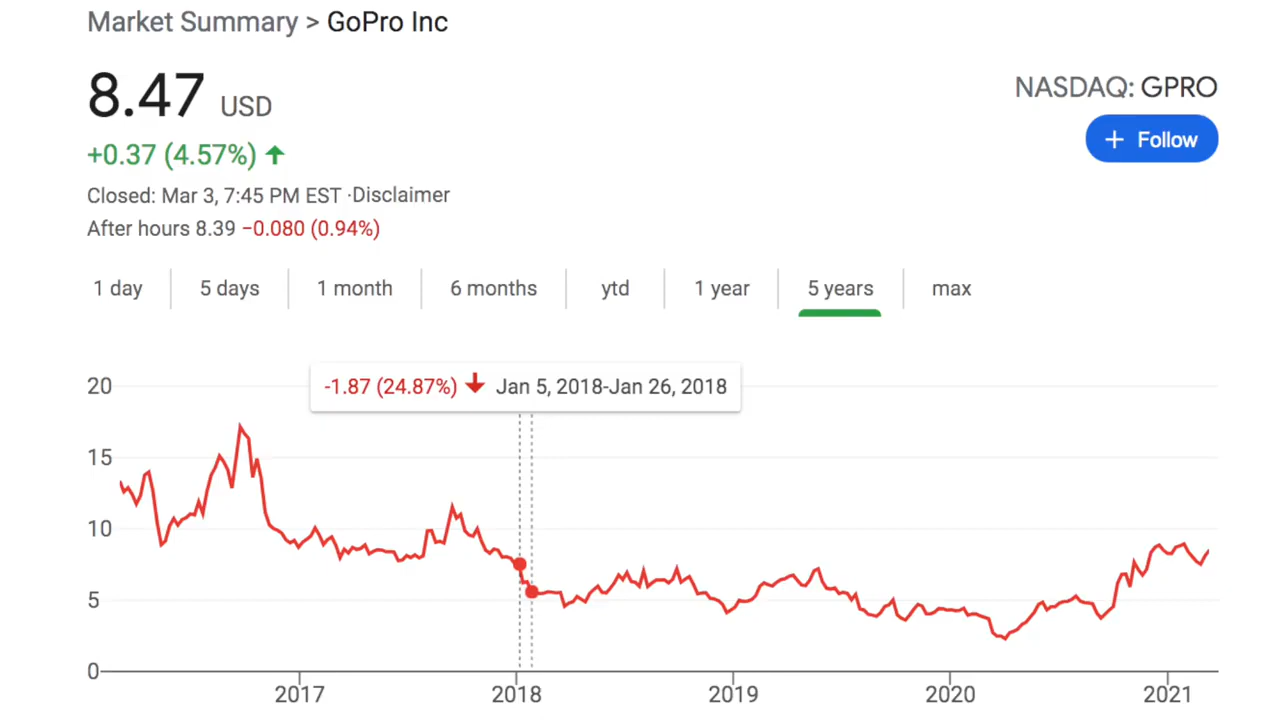 Market Summary > GoPro Inc
8.47 USD
NASDAQ: GPRO
+ Follow
+0.37 (4.57%)
Closed: Mar 3, 7:45 PM EST ·Disclaimer
After hours 8.39 −0.080 (0.94%)
1 day 5 days 1 month 6 months ytd 1 year 5 years max
-1.87 (24.87%) Jan 5, 2018-Jan 26, 2018
20
15
10
5
0
2017 2018 2019 2020 2021